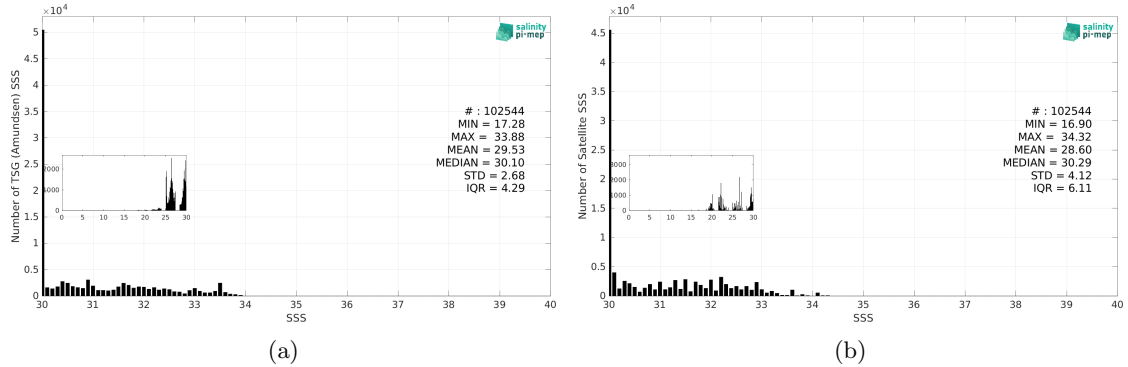 ×10⁴
5
4.5
4
3.5
3
2.5
2
1.5
1
0.5
0
Number of TSG (Amundsen) SSS
salinity
pi-mep
# : 102544
MIN = 17.28
MAX = 33.88
MEAN = 29.53
MEDIAN = 30.10
STD = 2.68
IQR = 4.29
2000
1000
0
0 5 10 15 20 25 30
30 31 32 33 34 35 36 37 38 39 40
SSS
(a)
×10⁴
4.5
4
3.5
3
2.5
2
1.5
1
0.5
0
Number of Satellite SSS
salinity
pi-mep
# : 102544
MIN = 16.90
MAX = 34.32
MEAN = 28.60
MEDIAN = 30.29
STD = 4.12
IQR = 6.11
3000
2000
1000
0
0 5 10 15 20 25 30
30 31 32 33 34 35 36 37 38 39 40
SSS
(b)